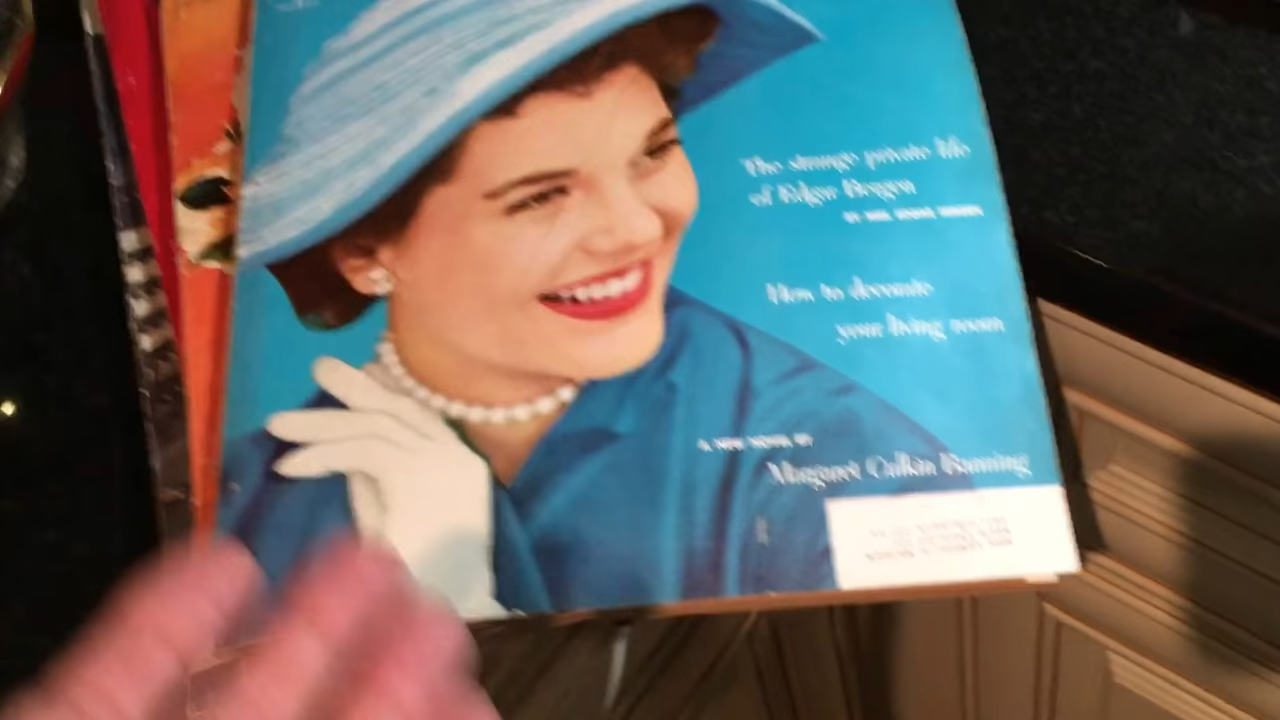 The strange private life
of Edgar Bergen
How to decorate
your living room
A NEW NOVEL BY
Margaret Culkin Banning